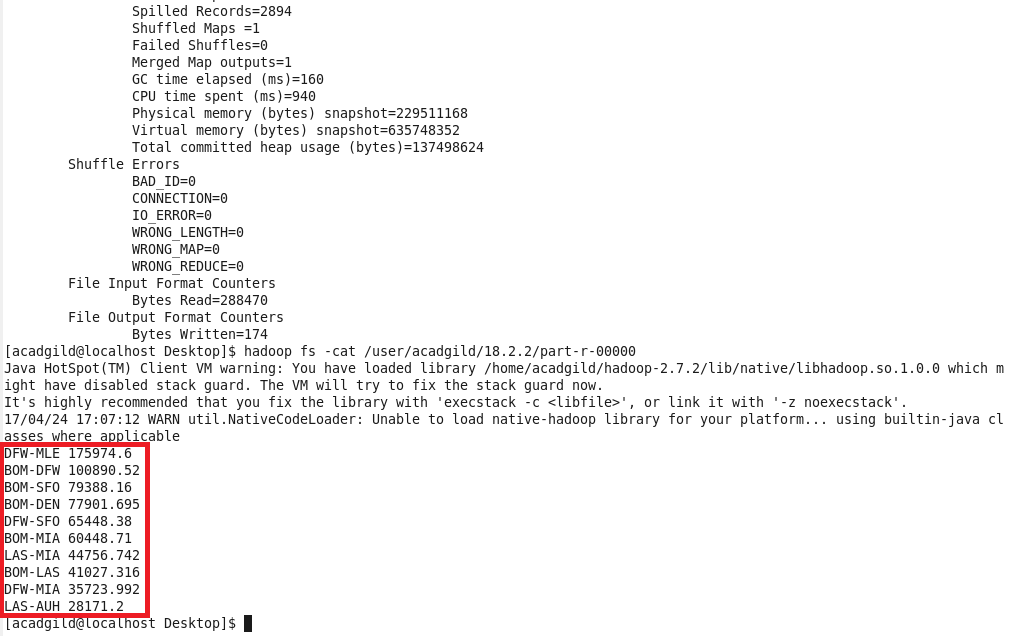 Spilled Records=2894
Shuffled Maps =1
Failed Shuffles=0
Merged Map outputs=1
GC time elapsed (ms)=160
CPU time spent (ms)=940
Physical memory (bytes) snapshot=229511168
Virtual memory (bytes) snapshot=635748352
Total committed heap usage (bytes)=137498624
Shuffle Errors
BAD_ID=0
CONNECTION=0
IO_ERROR=0
WRONG_LENGTH=0
WRONG_MAP=0
WRONG_REDUCE=0
File Input Format Counters
Bytes Read=288470
File Output Format Counters
Bytes Written=174
[acadgild@localhost Desktop]$ hadoop fs -cat /user/acadgild/18.2.2/part-r-00000
Java HotSpot(TM) Client VM warning: You have loaded library /home/acadgild/hadoop-2.7.2/lib/native/libhadoop.so.1.0.0 which m
ight have disabled stack guard. The VM will try to fix the stack guard now.
It's highly recommended that you fix the library with 'execstack -c <libfile>', or link it with '-z noexecstack'.
17/04/24 17:07:12 WARN util.NativeCodeLoader: Unable to load native-hadoop library for your platform... using builtin-java cl
asses where applicable
DFW-MLE 175974.6
BOM-DFW 100890.52
BOM-SFO 79388.16
BOM-DEN 77901.695
DFW-SFO 65448.38
BOM-MIA 60448.71
LAS-MIA 44756.742
BOM-LAS 41027.316
DFW-MIA 35723.992
LAS-AUH 28171.2
[acadgild@localhost Desktop]$